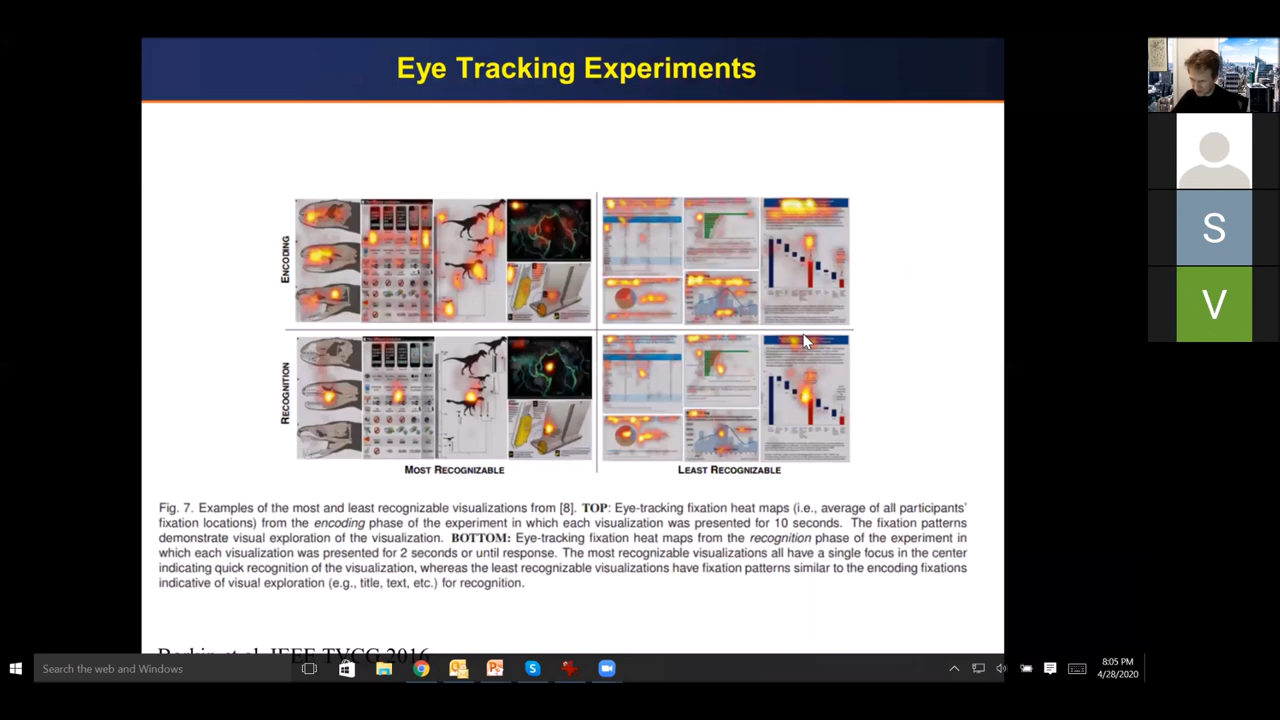 Eye Tracking Experiments
ENCODING
RECOGNITION
MOST RECOGNIZABLE
LEAST RECOGNIZABLE
Fig. 7. Examples of the most and least recognizable visualizations from [8]. TOP: Eye-tracking fixation heat maps (i.e., average of all participants'
fixation locations) from the encoding phase of the experiment in which each visualization was presented for 10 seconds. The fixation patterns
demonstrate visual exploration of the visualization. BOTTOM: Eye-tracking fixation heat maps from the recognition phase of the experiment in
which each visualization was presented for 2 seconds or until response. The most recognizable visualizations all have a single focus in the center
indicating quick recognition of the visualization, whereas the least recognizable visualizations have fixation patterns similar to the encoding fixations
indicative of visual exploration (e.g., title, text, etc.) for recognition.
et al. IEEE TVCG 2016
S
V
Search the web and Windows
8:05 PM
4/28/2020